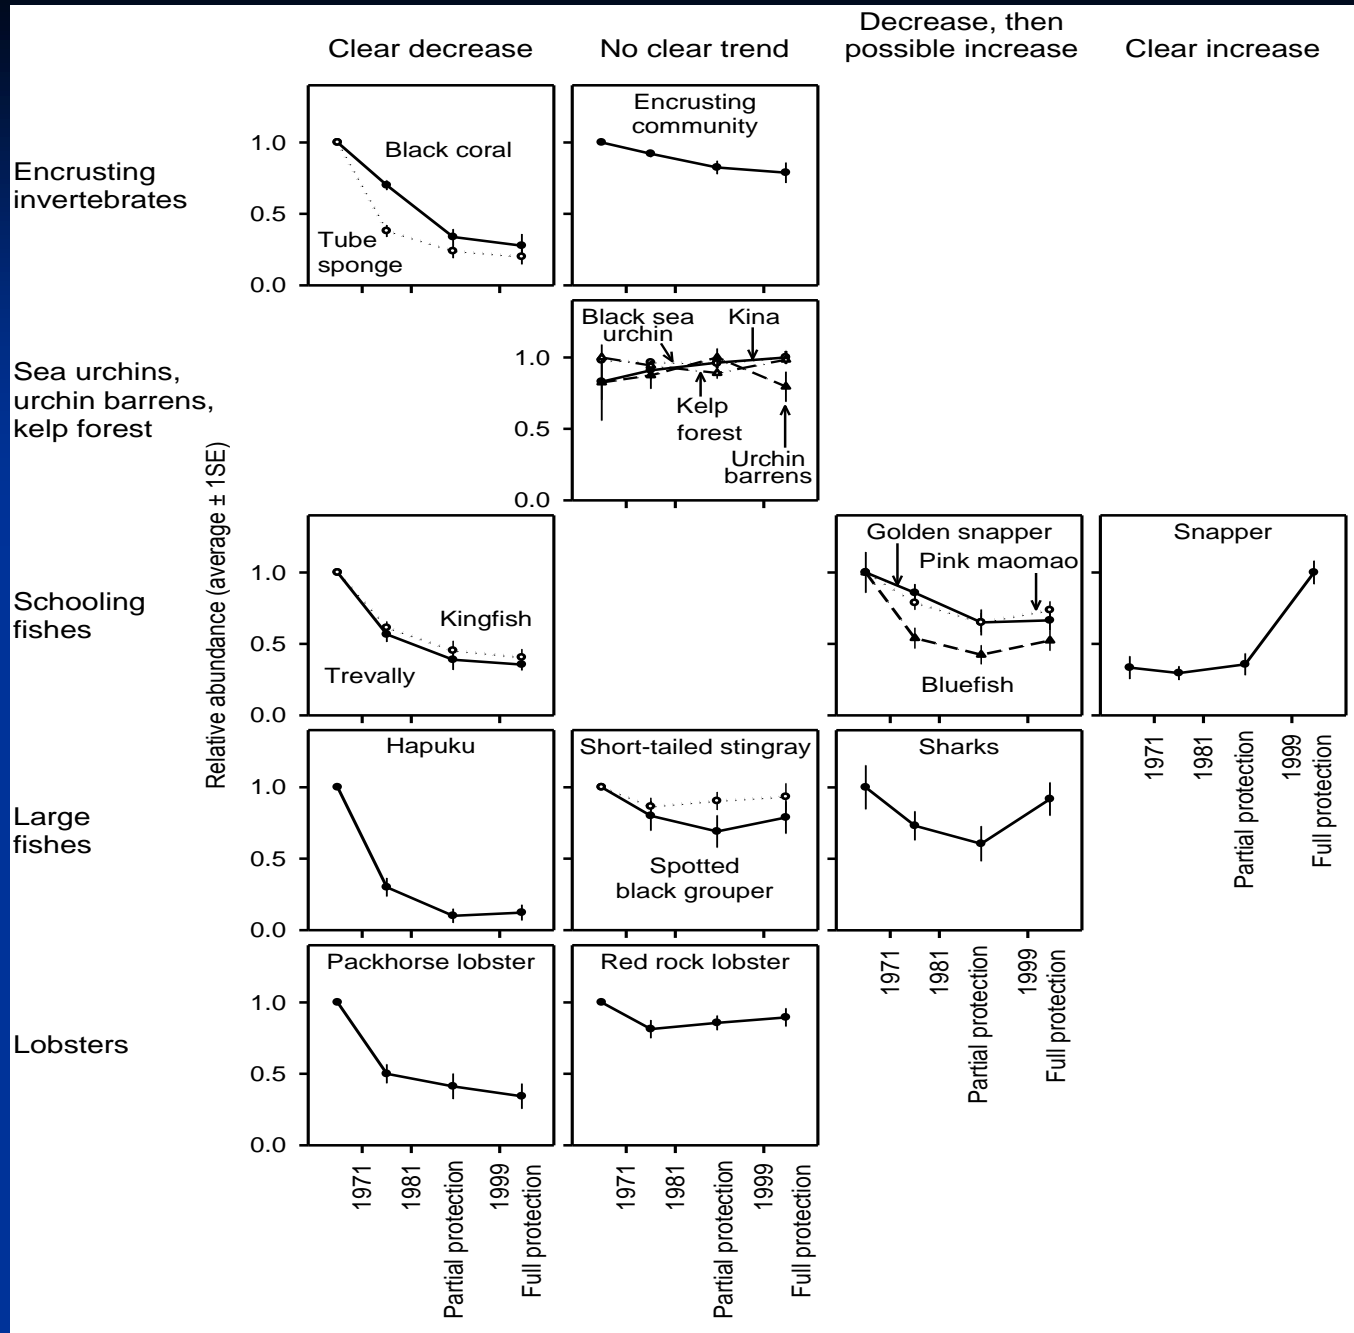 Decrease, then
Clear decrease
No clear trend
possible increase
Clear increase
Encrusting
invertebrates
1.0
0.5
0.0
Black coral
Tube
sponge
Encrusting
community
Sea urchins,
urchin barrens,
kelp forest
1.0
0.5
0.0
Black sea
urchin
Kina
Kelp
forest
Urchin
barrens
Relative abundance (average ± 1SE)
Schooling
fishes
1.0
0.5
0.0
Kingfish
Trevally
Golden snapper
Pink maomao
Bluefish
Snapper
1971
1981
Partial protection
1999
Full protection
Large
fishes
1.0
0.5
0.0
Hapuku
Short-tailed stingray
Spotted
black grouper
Sharks
1971
1981
Partial protection
1999
Full protection
Lobsters
1.0
0.5
0.0
Packhorse lobster
Red rock lobster
1971
1981
Partial protection
1999
Full protection
1971
1981
Partial protection
1999
Full protection